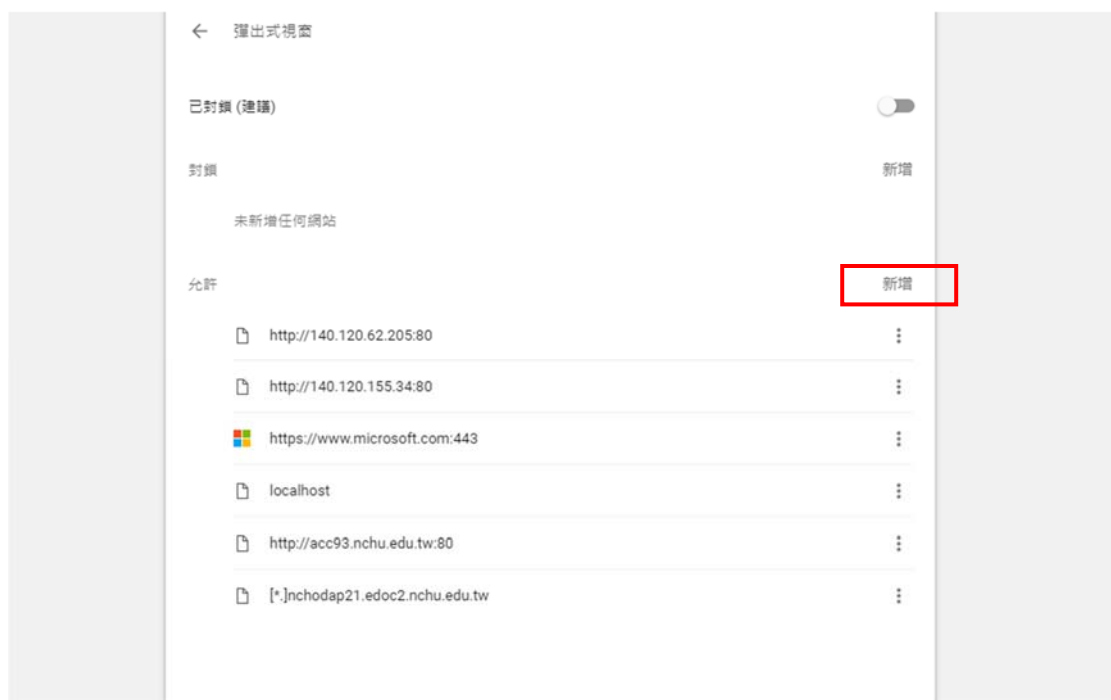 彈出式視窗
已封鎖 (建議)
封鎖 新增
未新增任何網站
允許 新增
http://140.120.62.205:80
http://140.120.155.34:80
https://www.microsoft.com:443
localhost
http://acc93.nchu.edu.tw:80
[*.]nchodap21.edoc2.nchu.edu.tw